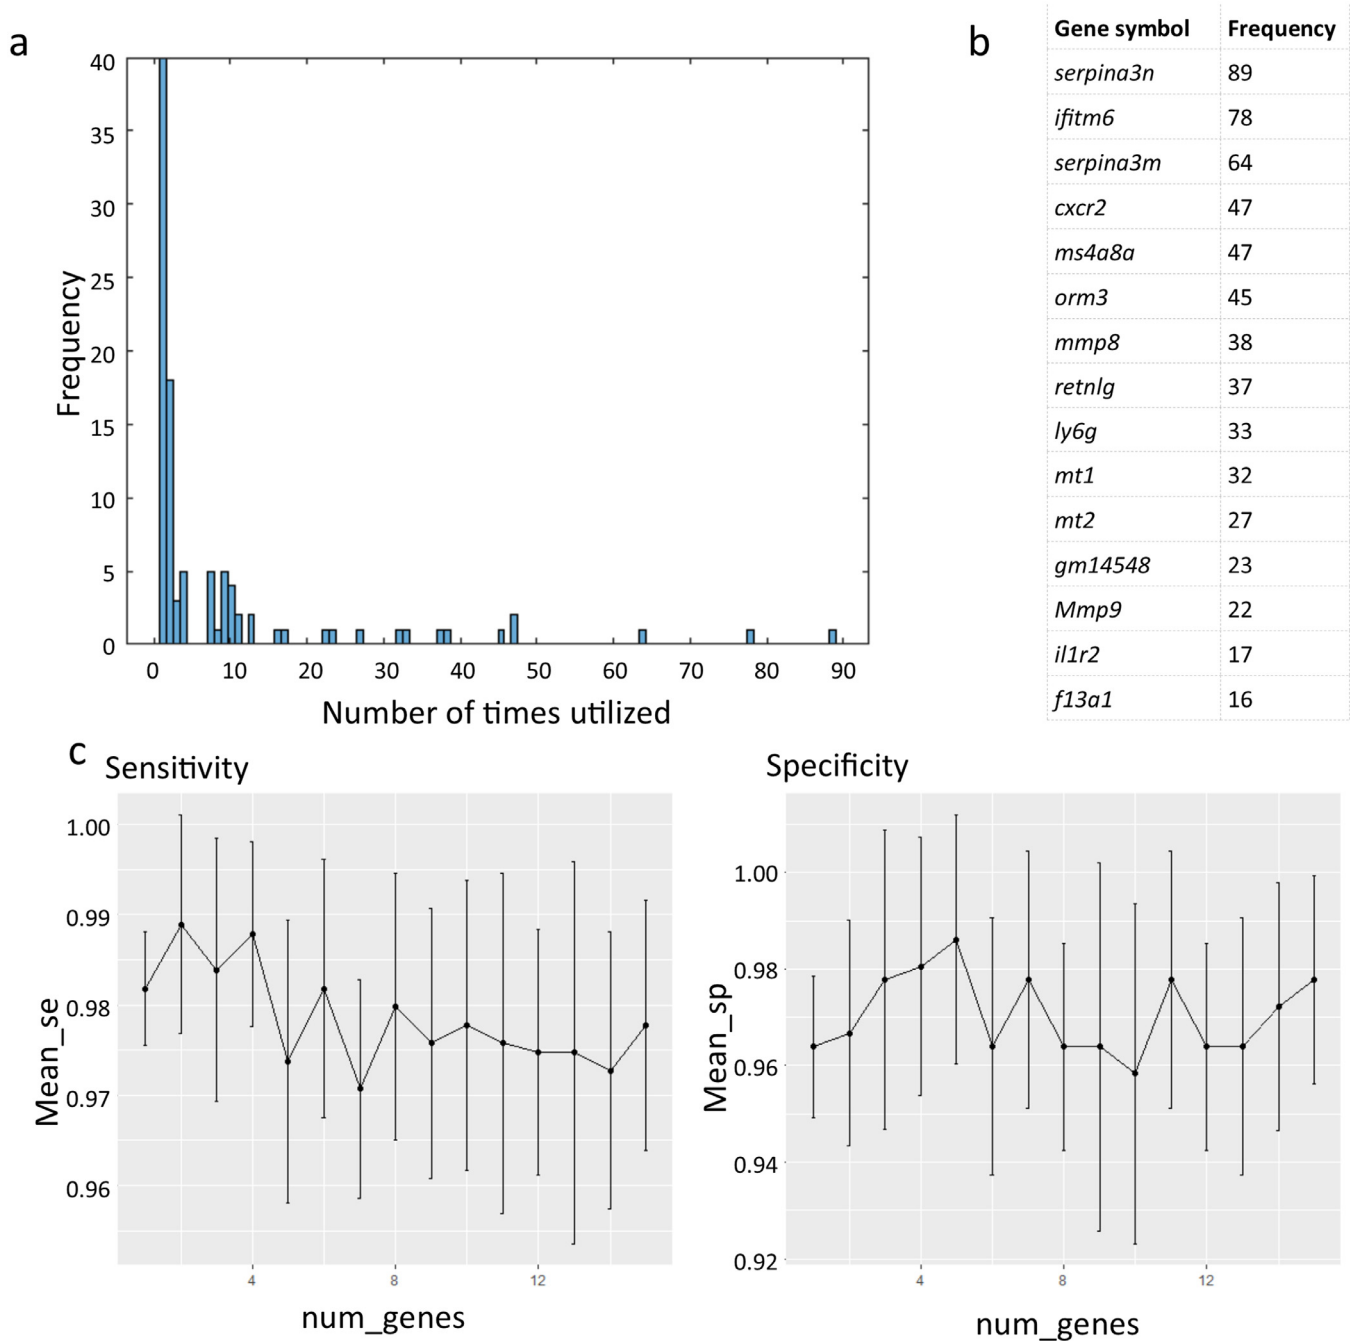 a
40
35
30
25
20
15
10
5
0
Frequency
0 10 20 30 40 50 60 70 80 90
Number of times utilized
b
Gene symbol Frequency
serpina3n 89
ifitm6 78
serpina3m 64
cxcr2 47
ms4a8a 47
orm3 45
mmp8 38
retnlg 37
ly6g 33
mt1 32
mt2 27
gm14548 23
Mmp9 22
il1r2 17
f13a1 16
c
Sensitivity
1.00
0.99
0.98
0.97
0.96
Mean_se
4 8 12
num_genes
Specificity
1.00
0.98
0.96
0.94
0.92
Mean_sp
4 8 12
num_genes